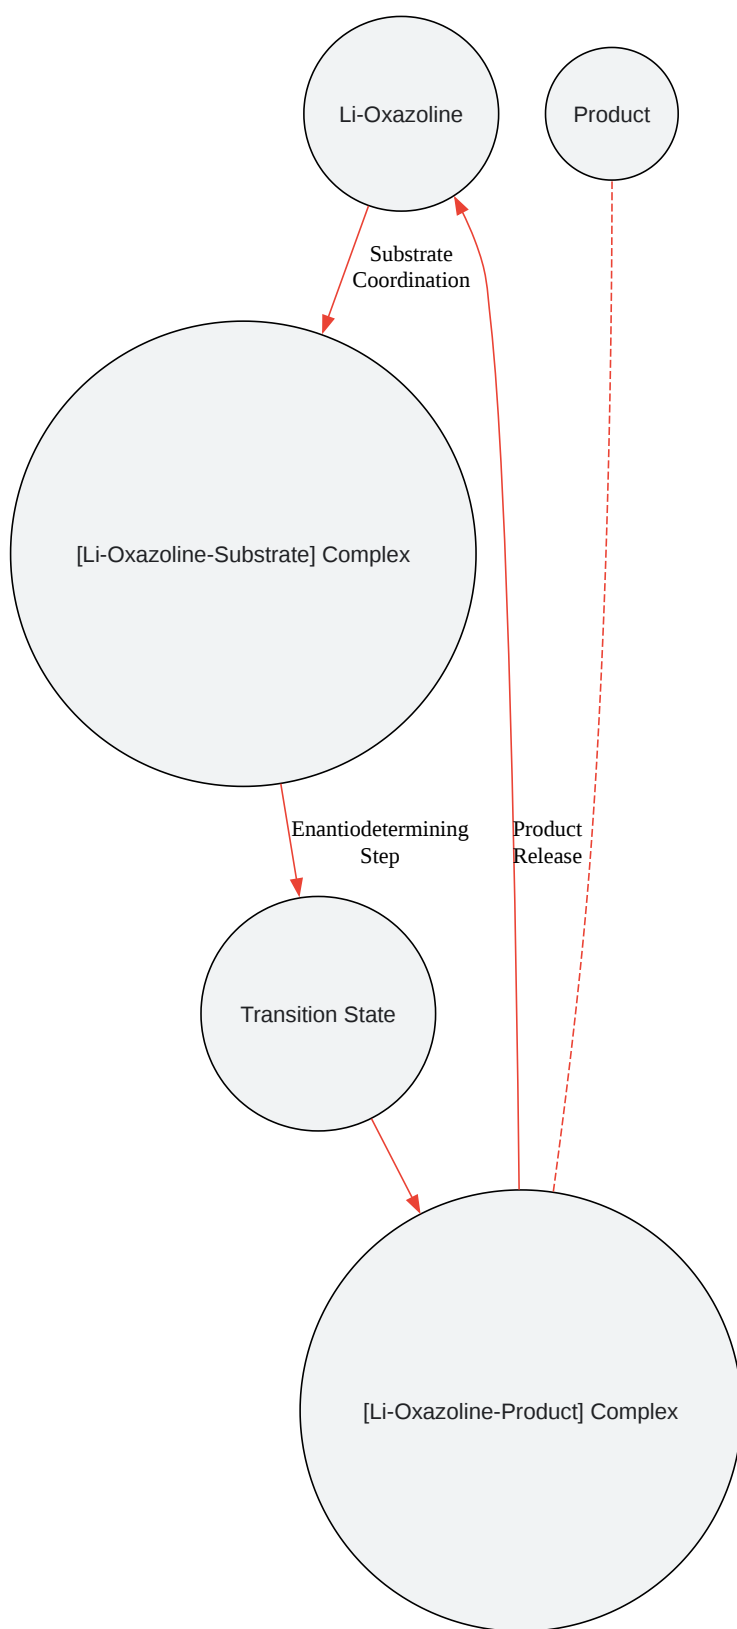 Li-Oxazoline
Product
Substrate
Coordination
[Li-Oxazoline-Substrate] Complex
Enantiodetermining
Step
Product
Release
Transition State
[Li-Oxazoline-Product] Complex